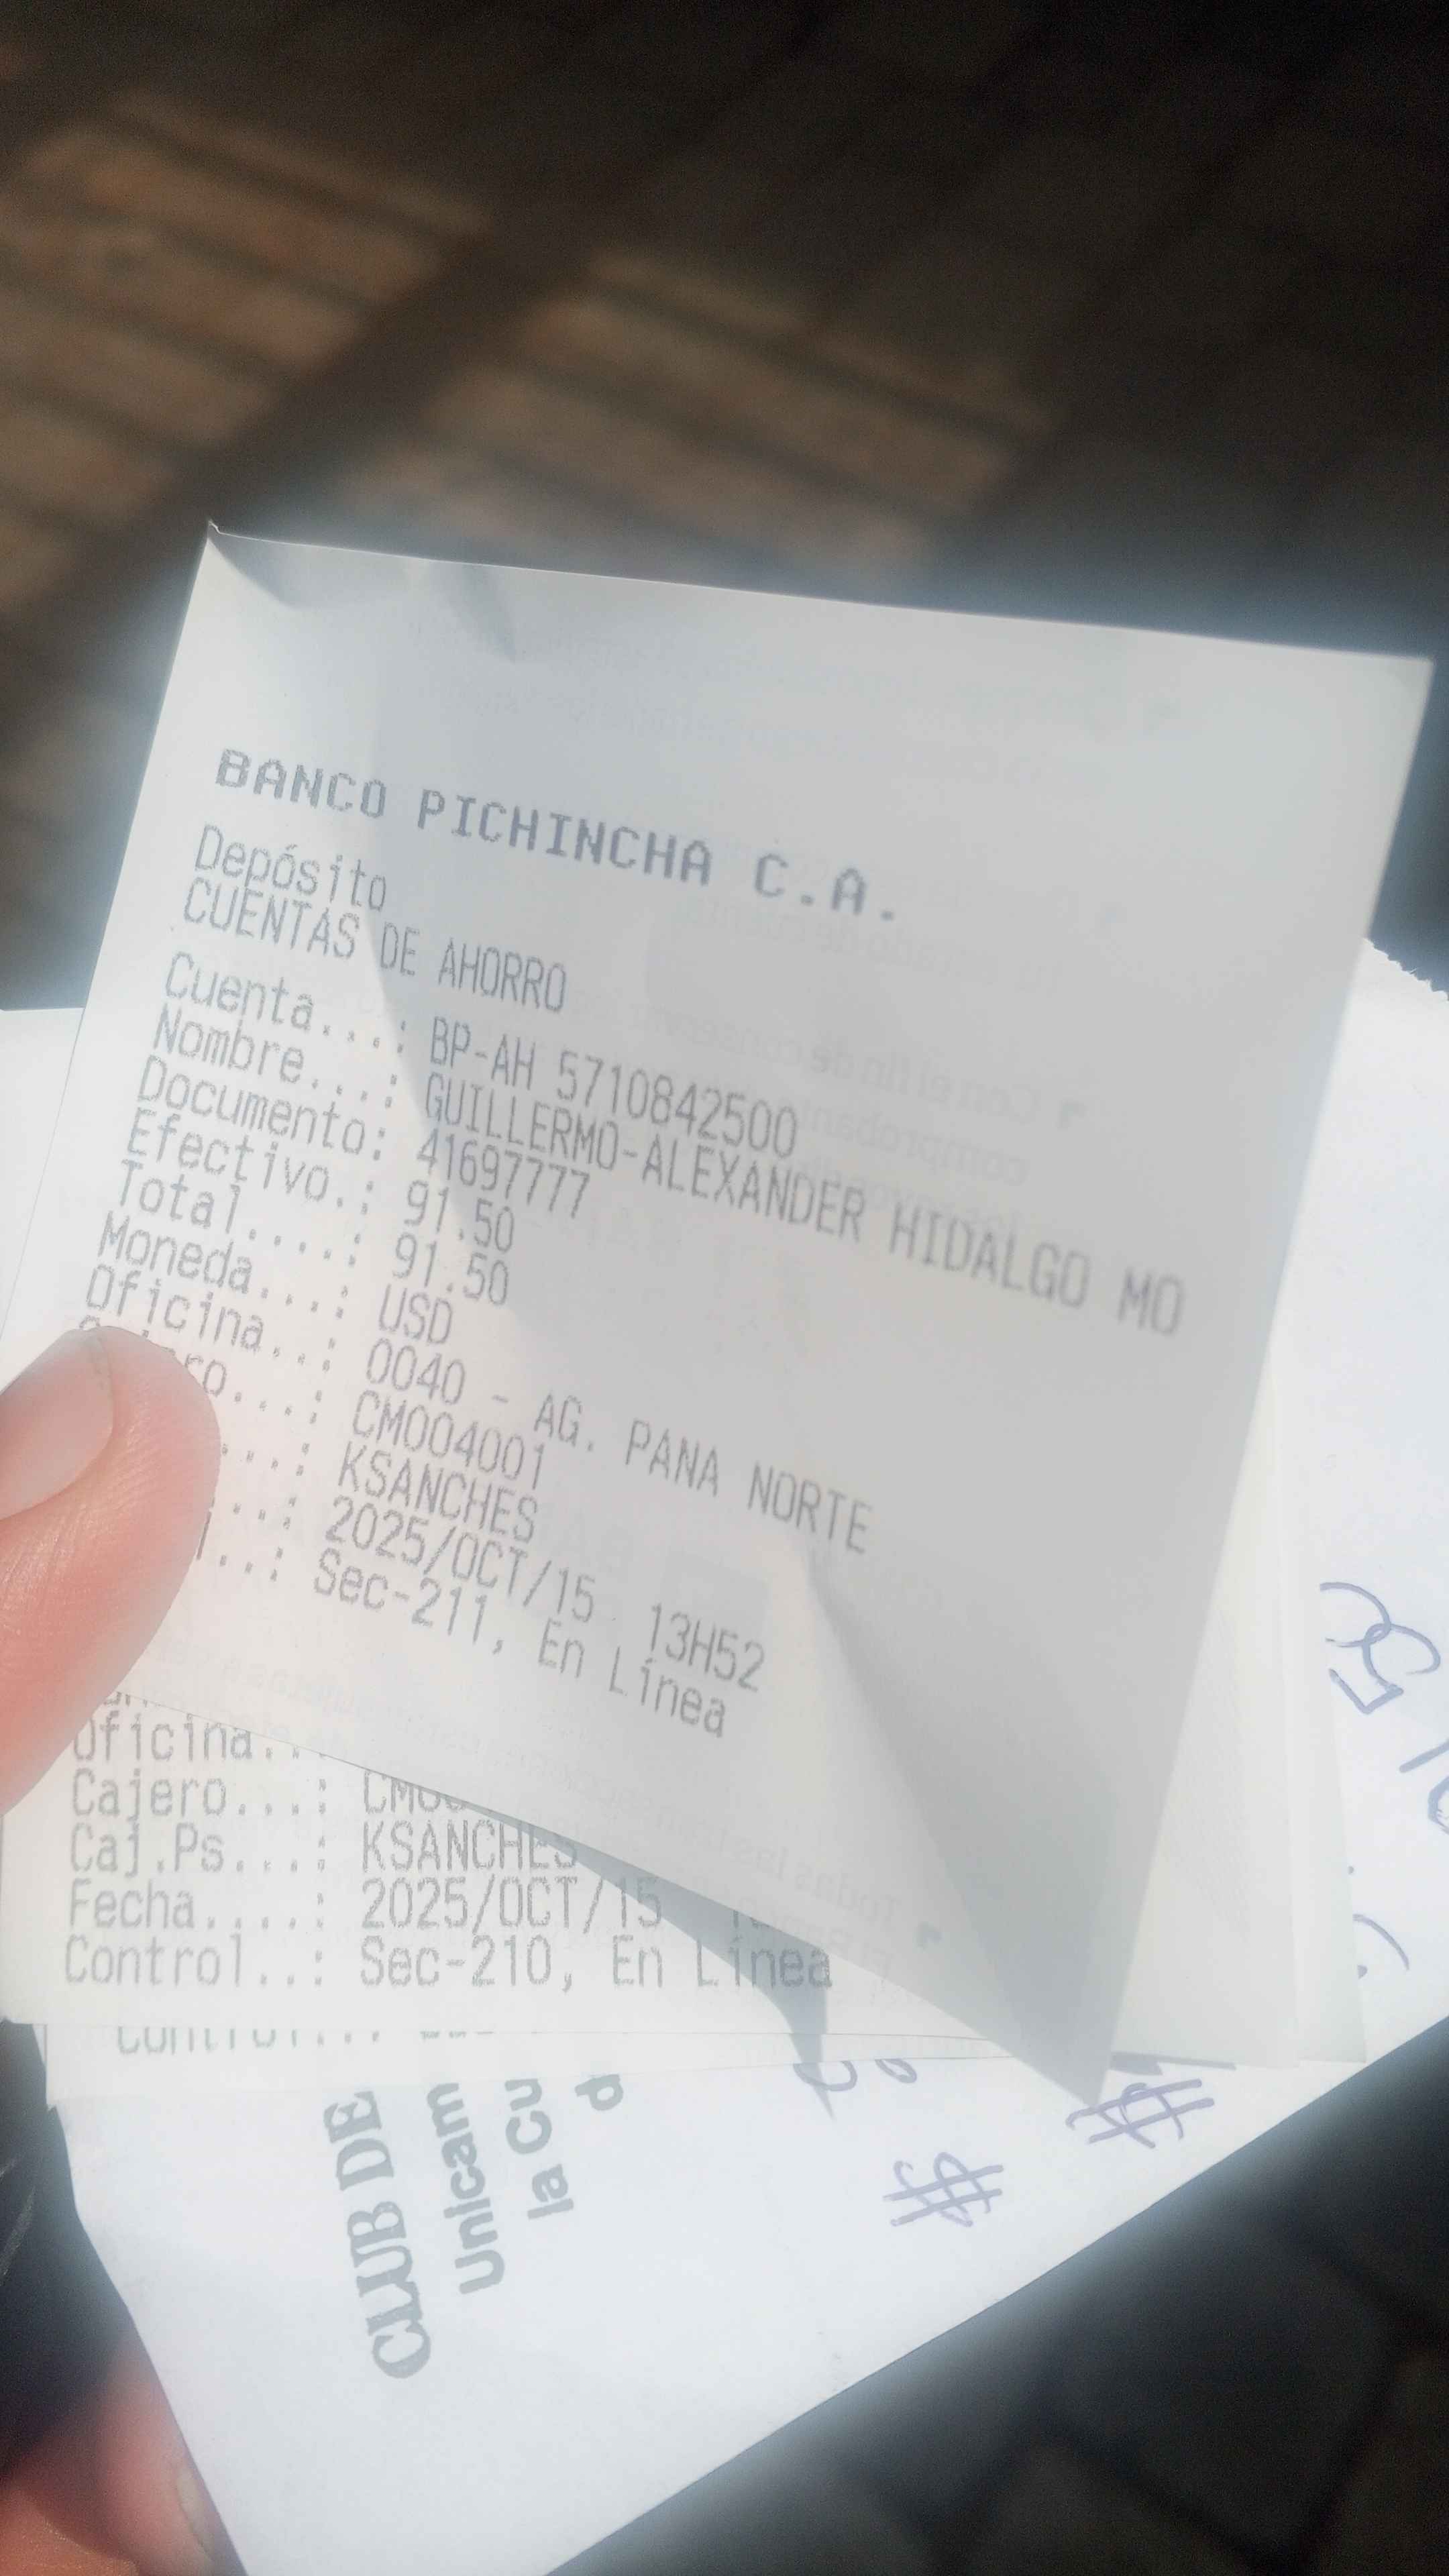 BANCO PICHINCHA C.A.
Depósito
CUENTAS DE AHORRO
Cuenta...: BP-AH 5710842500
Nombre...: GUILLERMO-ALEXANDER HIDALGO MO
Documento: 41697777
Efectivo.: 91.50
Total....: 91.50
Moneda...: USD
Oficina..: 0040 - AG. PANA NORTE
ro...: CM004001
...: KSANCHES
...: 2025/OCT/15 13H52
l..: Sec-211, En Línea
Oficina..
Cajero...: CM00
Caj.Ps...: KSANCHES
Fecha....: 2025/OCT/15
Control..: Sec-210, En Línea
Control..:
CLUB DE
Unicam
la Cu
d
$
$